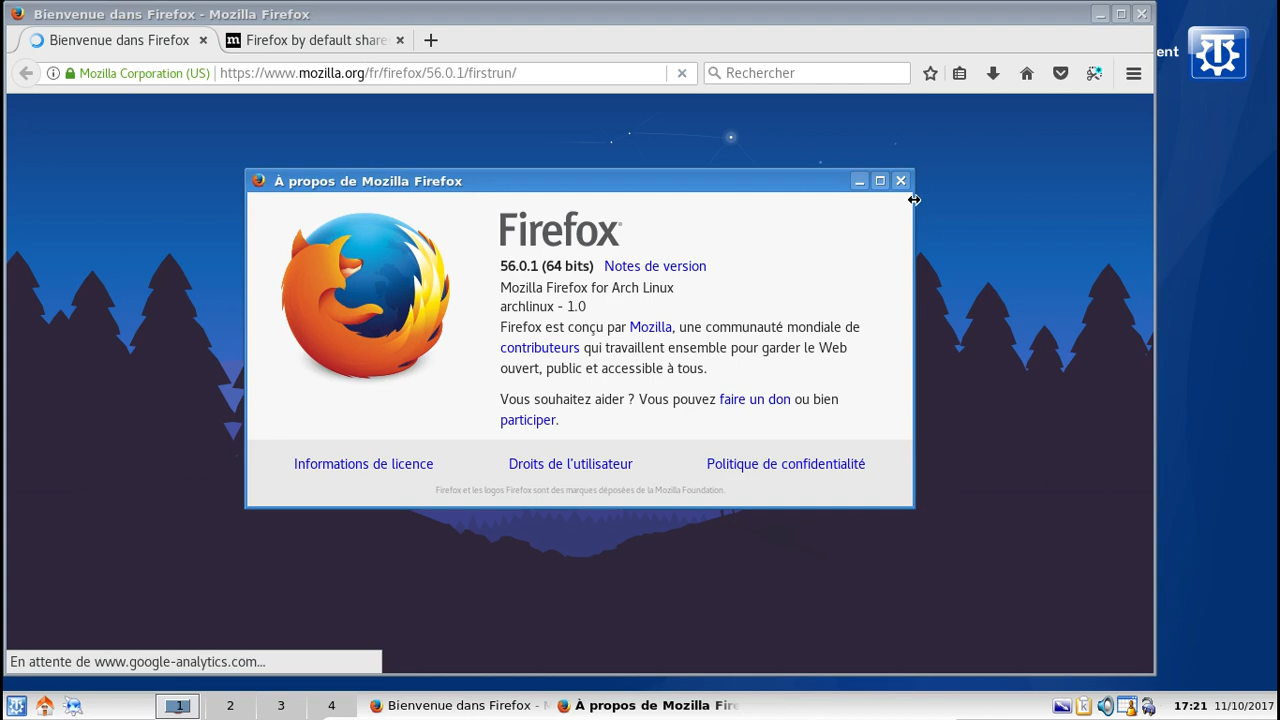 Bienvenue dans Firefox - Mozilla Firefox
Bienvenue dans Firefox
Firefox by default share
Mozilla Corporation (US)
https://www.mozilla.org/fr/firefox/56.0.1/firstrun/
Rechercher
ent
À propos de Mozilla Firefox
Firefox
56.0.1 (64 bits) Notes de version
Mozilla Firefox for Arch Linux
archlinux - 1.0
Firefox est conçu par Mozilla, une communauté mondiale de
contributeurs qui travaillent ensemble pour garder le Web
ouvert, public et accessible à tous.
Vous souhaitez aider ? Vous pouvez faire un don ou bien
participer.
Informations de licence Droits de l'utilisateur Politique de confidentialité
Firefox et les logos Firefox sont des marques déposées de la Mozilla Foundation.
En attente de www.google-analytics.com...
1 2 3 4 Bienvenue dans Firefox - M À propos de Mozilla Fire 17:21 11/10/2017